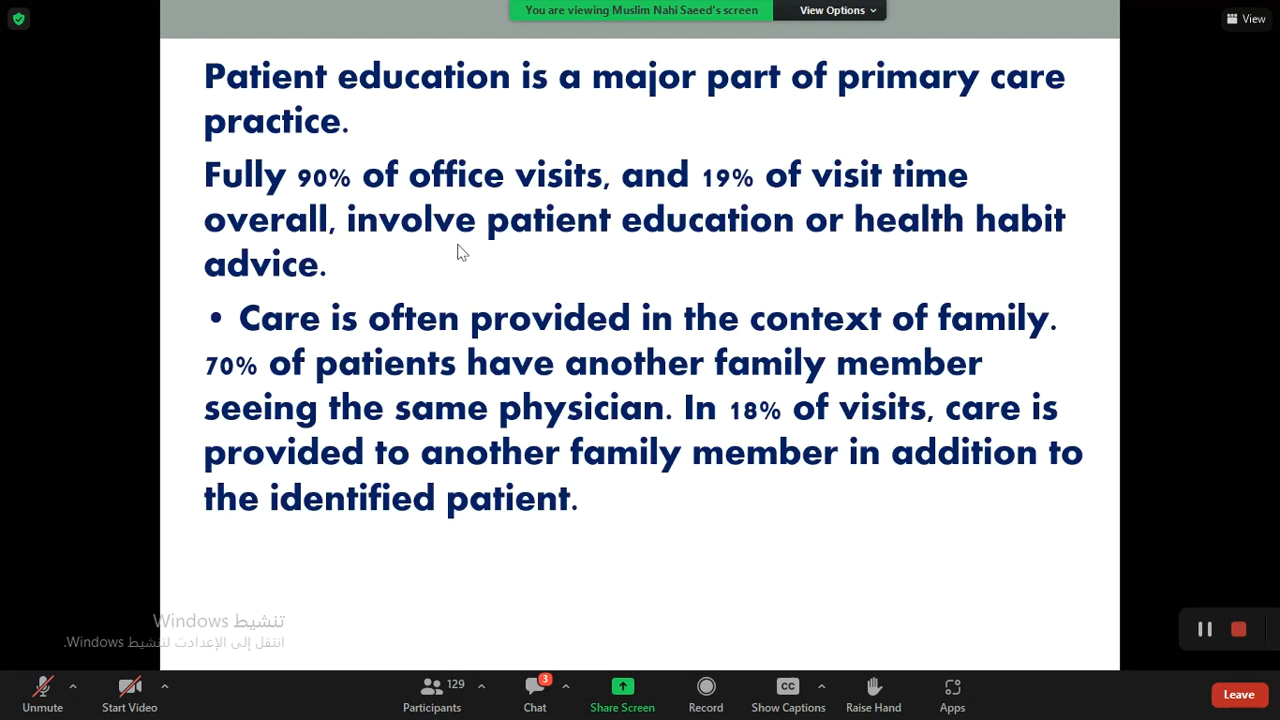 You are viewing Muslim Nahi Saeed's screen
View Options
View
Patient education is a major part of primary care
practice.
Fully 90% of office visits, and 19% of visit time
overall, involve patient education or health habit
advice.
• Care is often provided in the context of family.
70% of patients have another family member
seeing the same physician. In 18% of visits, care is
provided to another family member in addition to
the identified patient.
تنشيط Windows
انتقل إلى الإعدادت لتنشيط Windows.
Unmute
Start Video
129
Participants
3
Chat
Share Screen
Record
CC
Show Captions
Raise Hand
Apps
Leave